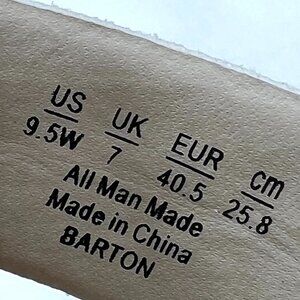 US UK EUR cm
9.5W 7 40.5 25.8
All Man Made
Made in China
BARTON